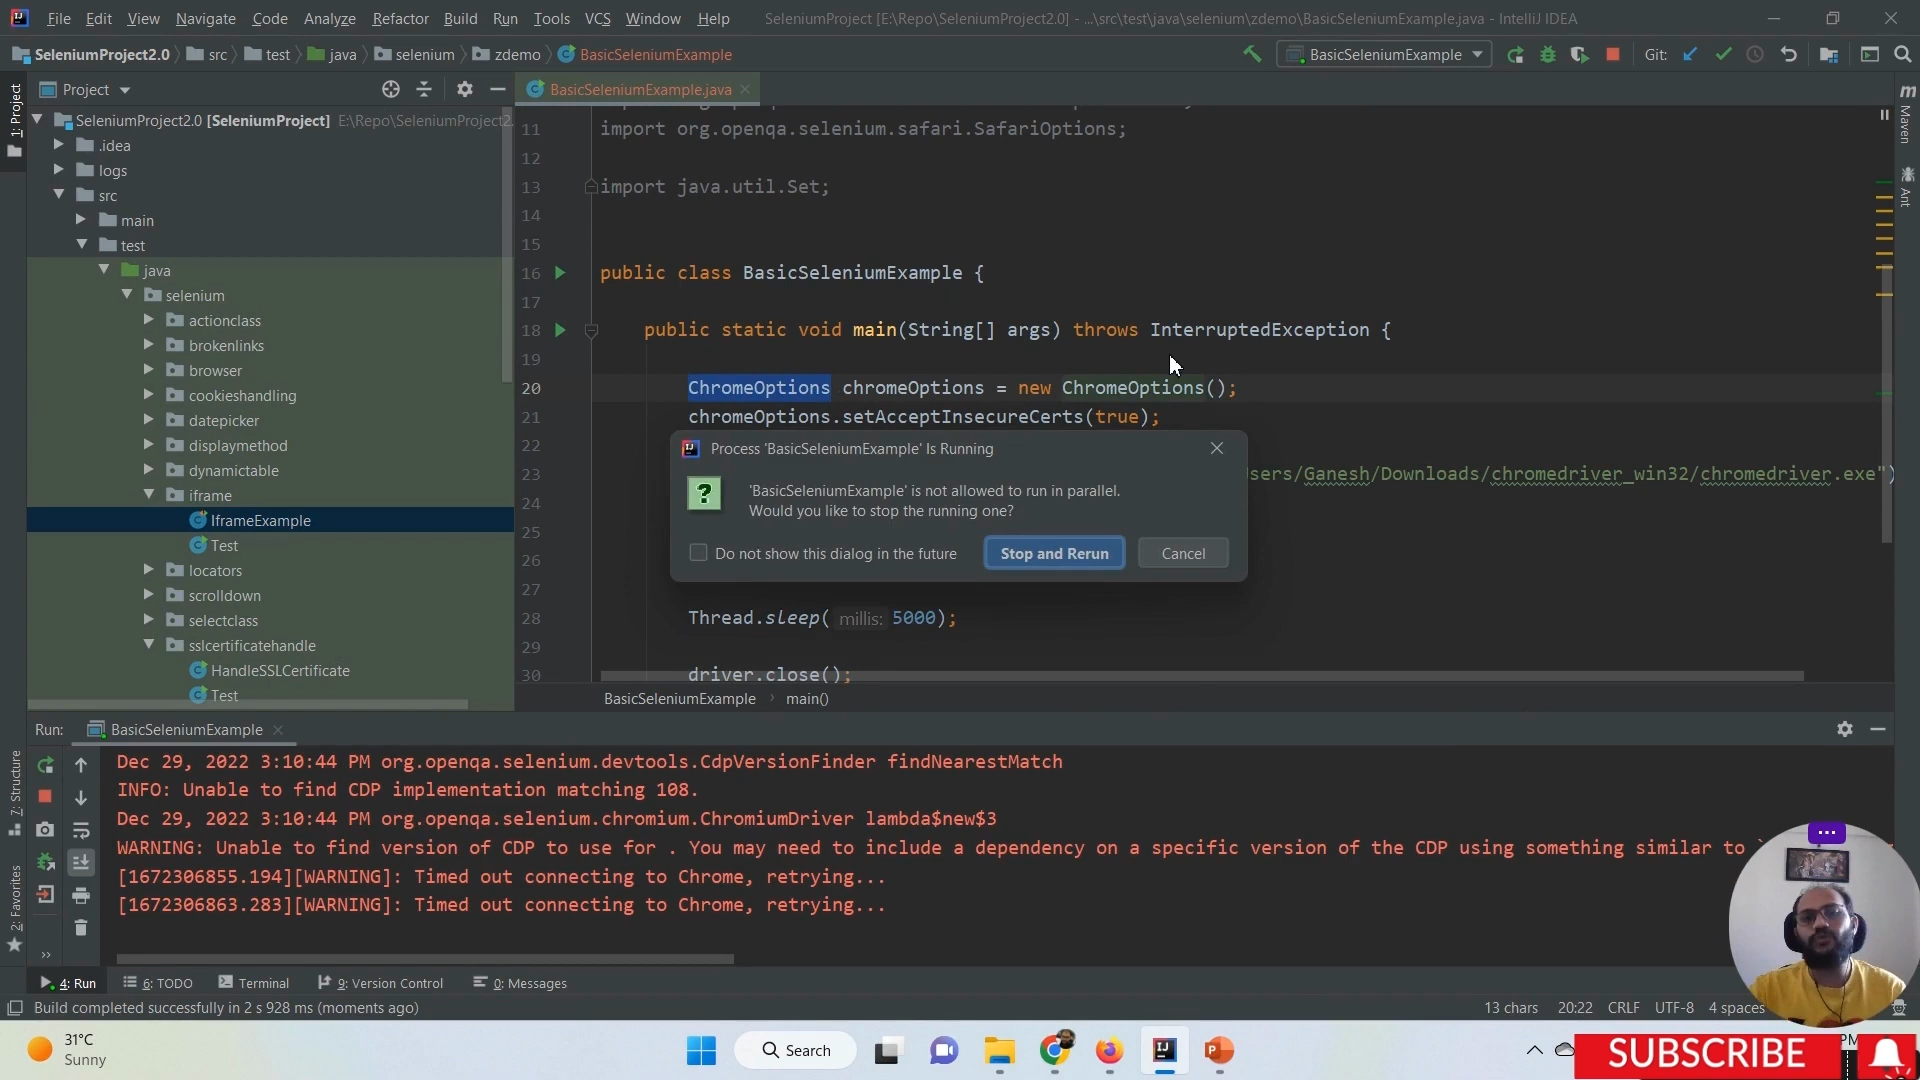 File Edit View Navigate Code Analyze Refactor Build Run Tools VCS Window Help SeleniumProject [E:\Repo\SeleniumProject2.0] - ...\src\test\java\selenium\zdemo\BasicSeleniumExample.java - IntelliJ IDEA
SeleniumProject2.0 src test java selenium zdemo BasicSeleniumExample
BasicSeleniumExample Git:
1: Project
Project
BasicSeleniumExample.java
SeleniumProject2.0 [SeleniumProject] E:\Repo\SeleniumProject2.
.idea
logs
src
main
test
java
selenium
actionclass
brokenlinks
browser
cookieshandling
datepicker
displaymethod
dynamictable
iframe
IframeExample
Test
locators
scrolldown
selectclass
sslcertificatehandle
HandleSSLCertificate
Test
11 import org.openqa.selenium.safari.SafariOptions;
12
13 import java.util.Set;
14
15
16 public class BasicSeleniumExample {
17
18 public static void main(String[] args) throws InterruptedException {
19
20 ChromeOptions chromeOptions = new ChromeOptions();
21 chromeOptions.setAcceptInsecureCerts(true);
22
23 sers/Ganesh/Downloads/chromedriver_win32/chromedriver.exe")
24
25
26
27
28 Thread.sleep( millis: 5000);
29
30 driver.close();
Process 'BasicSeleniumExample' Is Running
'BasicSeleniumExample' is not allowed to run in parallel.
Would you like to stop the running one?
Do not show this dialog in the future
Stop and Rerun
Cancel
BasicSeleniumExample main()
Maven
Ant
Run: BasicSeleniumExample
Dec 29, 2022 3:10:44 PM org.openqa.selenium.devtools.CdpVersionFinder findNearestMatch
INFO: Unable to find CDP implementation matching 108.
Dec 29, 2022 3:10:44 PM org.openqa.selenium.chromium.ChromiumDriver lambda$new$3
WARNING: Unable to find version of CDP to use for . You may need to include a dependency on a specific version of the CDP using something similar to `
[1672306855.194][WARNING]: Timed out connecting to Chrome, retrying...
[1672306863.283][WARNING]: Timed out connecting to Chrome, retrying...
7: Structure
2: Favorites
4: Run 6: TODO Terminal 9: Version Control 0: Messages
Build completed successfully in 2 s 928 ms (moments ago)
13 chars 20:22 CRLF UTF-8 4 spaces
31°C
Sunny
Search
SUBSCRIBE